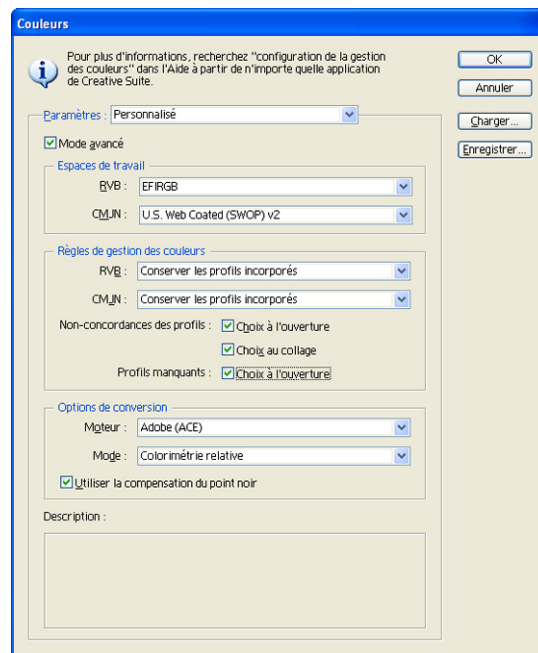 Couleurs
Pour plus d'informations, recherchez "configuration de la gestion
des couleurs" dans l'Aide à partir de n'importe quelle application
de Creative Suite.
OK
Annuler
Charger...
Enregistrer...
Paramètres : Personnalisé
Mode avancé
Espaces de travail
RVB : EFIRGB
CMJN : U.S. Web Coated (SWOP) v2
Règles de gestion des couleurs
RVB : Conserver les profils incorporés
CMJN : Conserver les profils incorporés
Non-concordances des profils : Choix à l'ouverture
Choix au collage
Profils manquants : Choix à l'ouverture
Options de conversion
Moteur : Adobe (ACE)
Mode : Colorimétrie relative
Utiliser la compensation du point noir
Description :